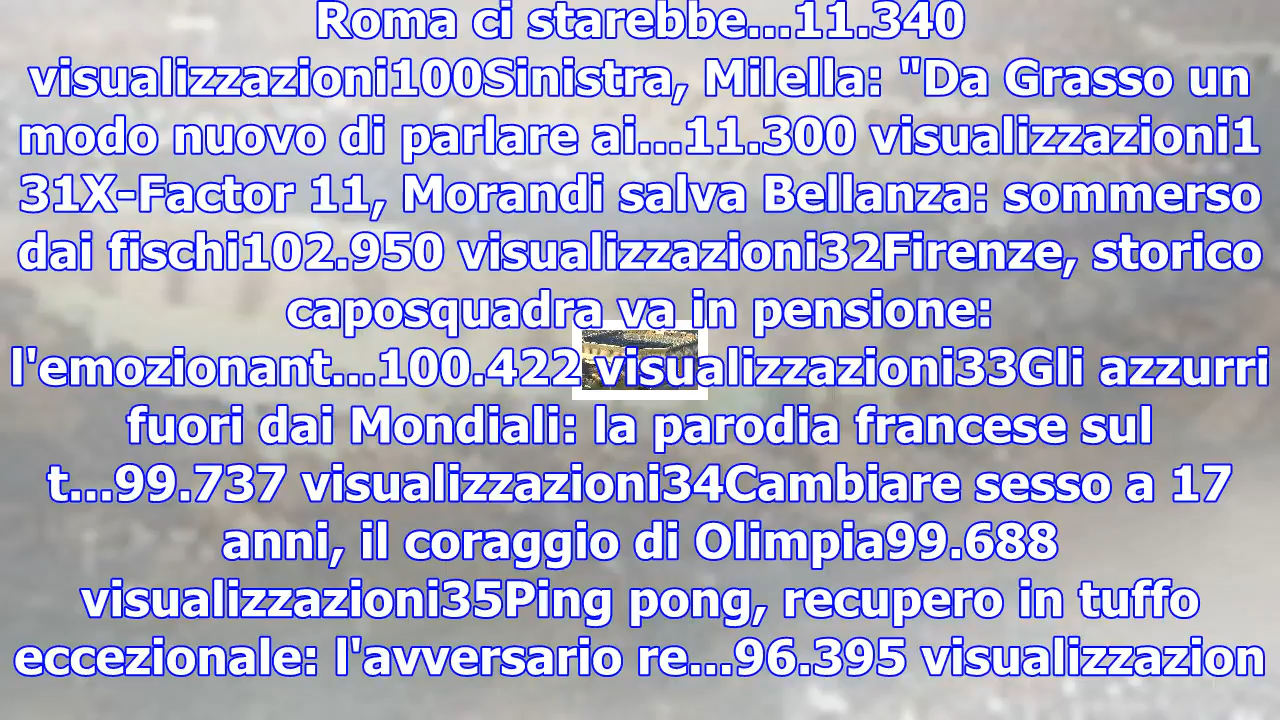 Roma ci starebbe...11.340
visualizzazioni100Sinistra, Milella: "Da Grasso un
modo nuovo di parlare ai...11.300 visualizzazioni1
31X-Factor 11, Morandi salva Bellanza: sommerso
dai fischi102.950 visualizzazioni32Firenze, storico
caposquadra va in pensione:
l'emozionant...100.422 visualizzazioni33Gli azzurri
fuori dai Mondiali: la parodia francese sul
t...99.737 visualizzazioni34Cambiare sesso a 17
anni, il coraggio di Olimpia99.688
visualizzazioni35Ping pong, recupero in tuffo
eccezionale: l'avversario re...96.395 visualizzazion